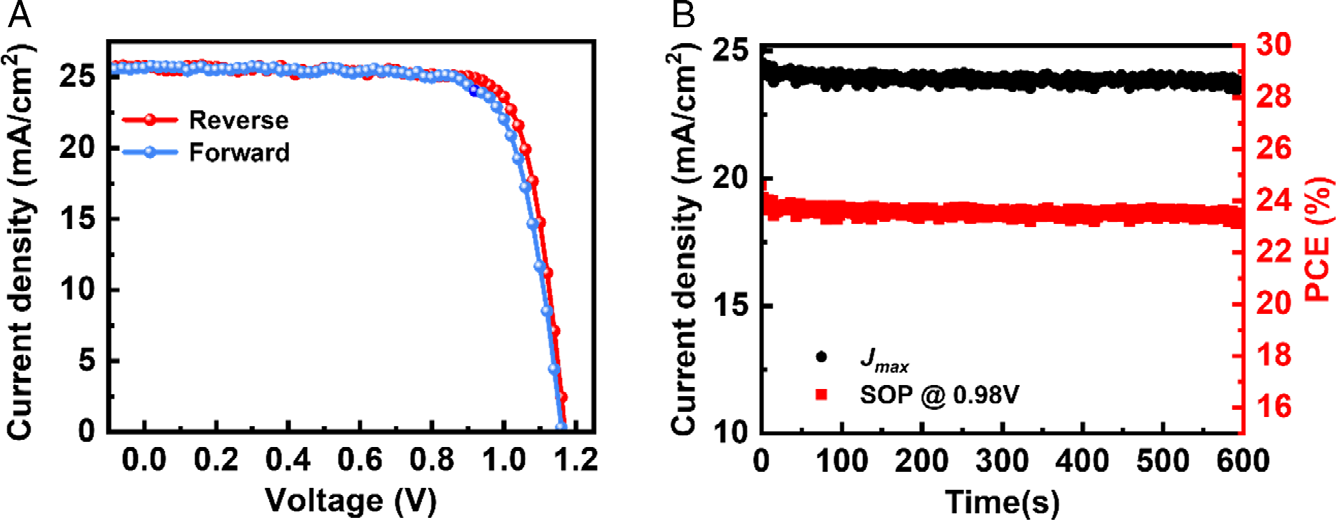 A
Current density (mA/cm²)
25
20
15
10
5
0
Reverse
Forward
0.0 0.2 0.4 0.6 0.8 1.0 1.2
Voltage (V)
B
Current density (mA/cm²)
25
20
15
10
Jmax
SOP @ 0.98V
0 100 200 300 400 500 600
Time(s)
30
28
26
24
22
20
18
16
PCE (%)